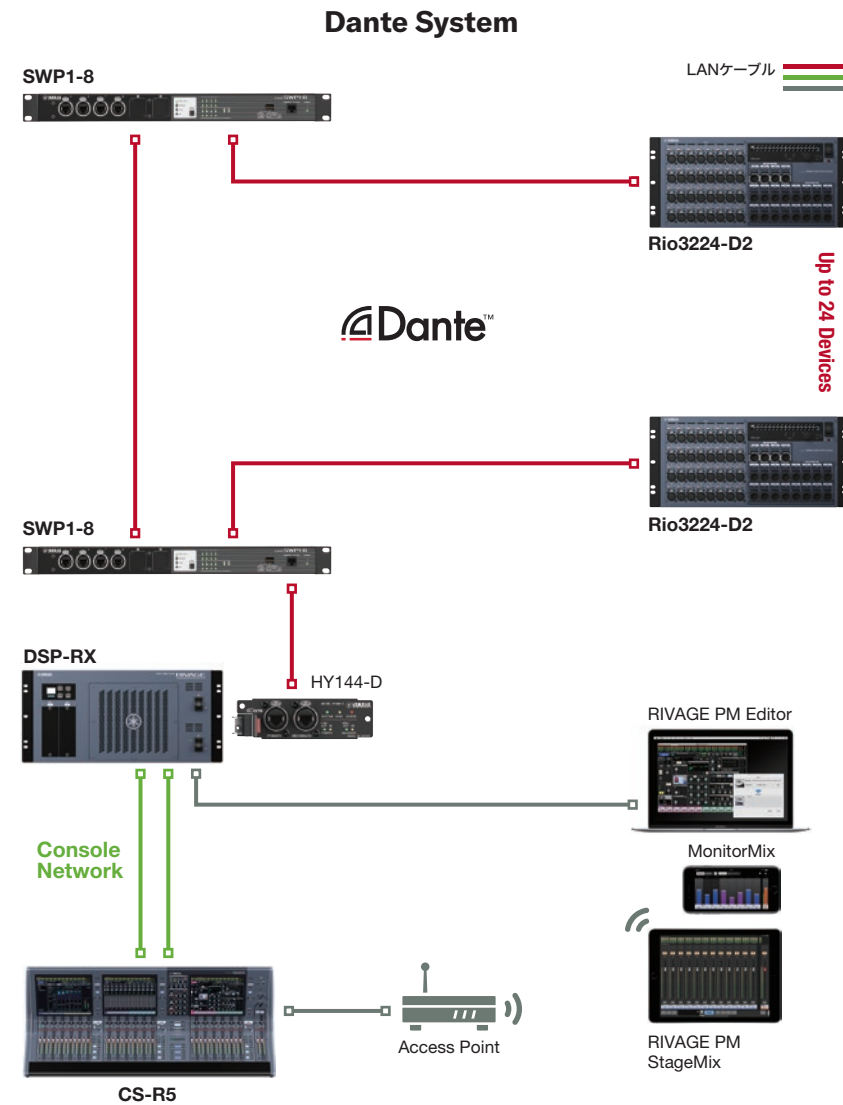 Dante System
LANケーブル
SWP1-8
Rio3224-D2
Up to 24 Devices
Dante™
Rio3224-D2
SWP1-8
DSP-RX
HY144-D
RIVAGE PM Editor
Console
Network
MonitorMix
Access Point
RIVAGE PM
StageMix
CS-R5